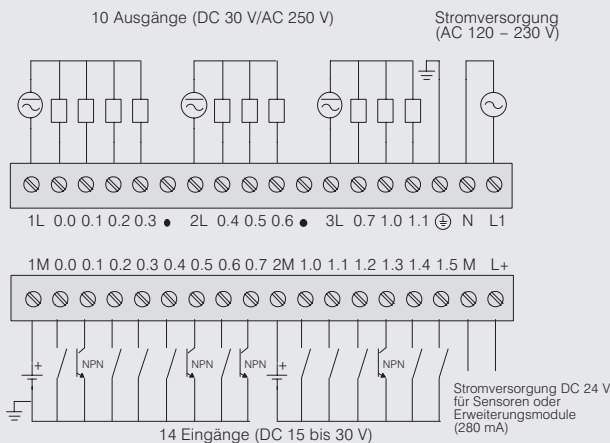 10 Ausgänge (DC 30 V/AC 250 V)
Stromversorgung
(AC 120 – 230 V)
1L 0.0 0.1 0.2 0.3 • 2L 0.4 0.5 0.6 • 3L 0.7 1.0 1.1 N L1
1M 0.0 0.1 0.2 0.3 0.4 0.5 0.6 0.7 2M 1.0 1.1 1.2 1.3 1.4 1.5 M L+
+ NPN NPN NPN + NPN
Stromversorgung DC 24 V
für Sensoren oder
Erweiterungsmodule
(280 mA)
14 Eingänge (DC 15 bis 30 V)